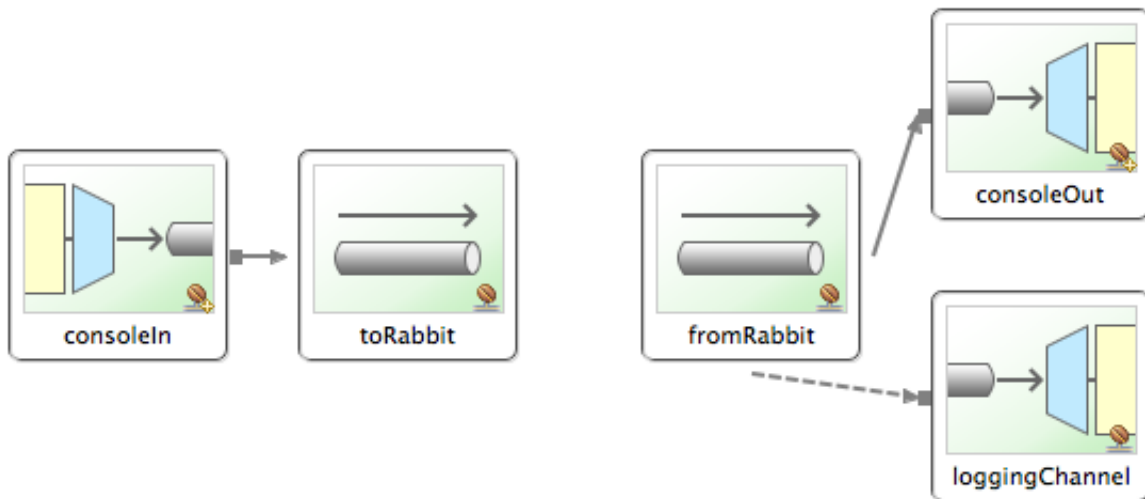 consoleIn
toRabbit
fromRabbit
consoleOut
loggingChannel